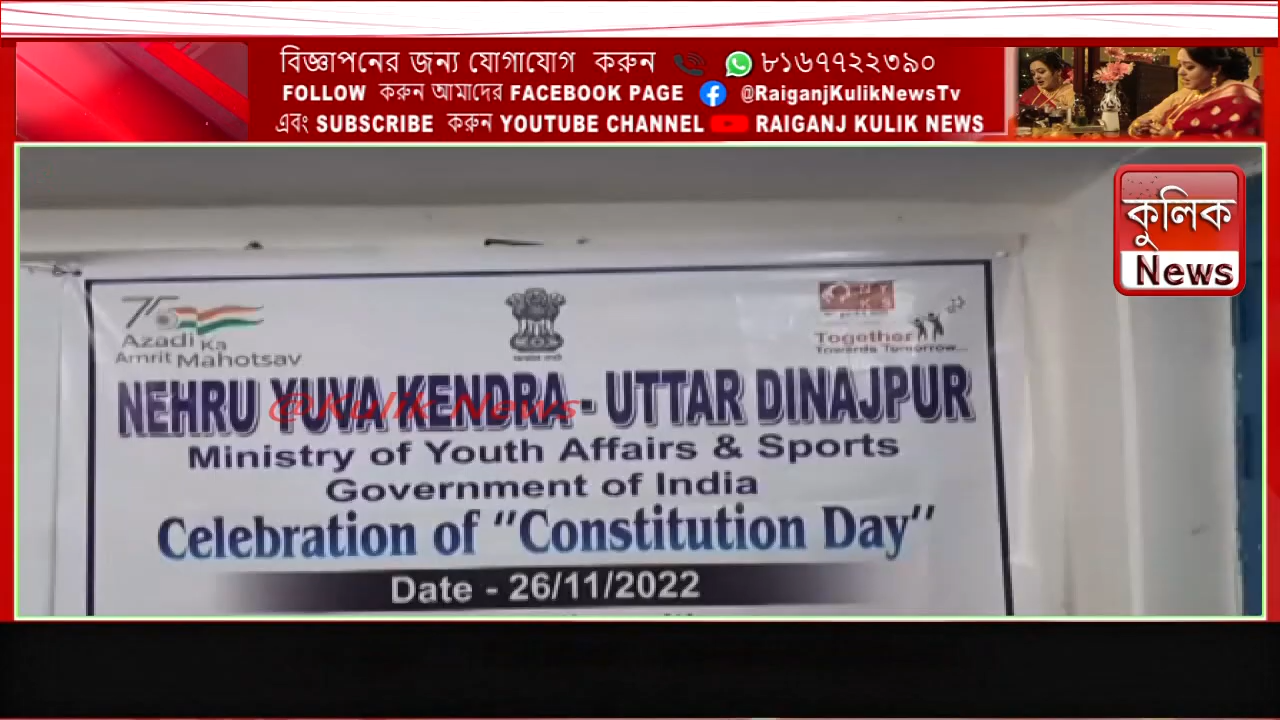 বিজ্ঞাপনের জন্য যোগাযোগ করুন ৮১৬৭৭২২৩৯০
FOLLOW করুন আমাদের FACEBOOK PAGE @RaiganjKulikNewsTv
এবং SUBSCRIBE করুন YOUTUBE CHANNEL RAIGANJ KULIK NEWS
কুলিক
News
75
Azadi Ka
Amrit Mahotsav
Together
Towards Tomorrow...
NEHRU YUVA KENDRA - UTTAR DINAJPUR
@Kulik News
Ministry of Youth Affairs & Sports
Government of India
Celebration of "Constitution Day"
Date - 26/11/2022